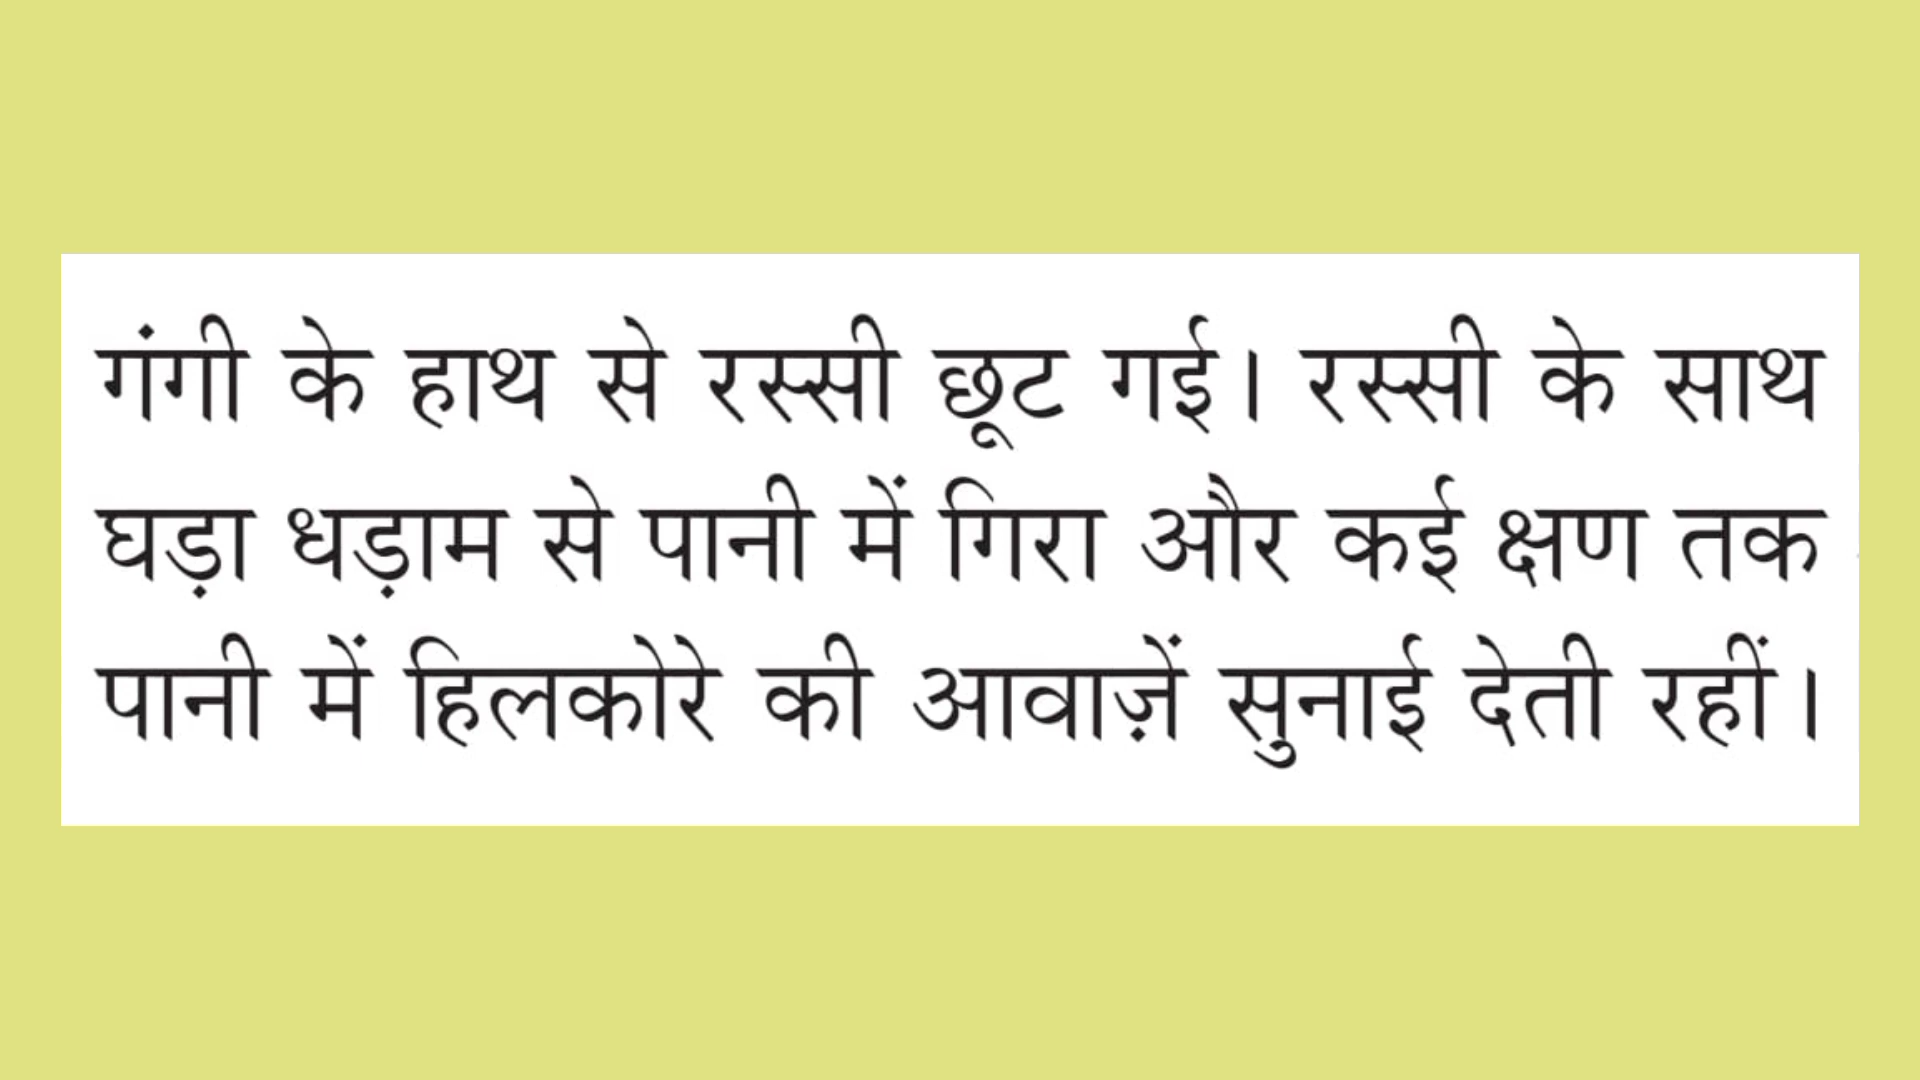 गंगी के हाथ से रस्सी छूट गई। रस्सी के साथ
घड़ा धड़ाम से पानी में गिरा और कई क्षण तक
पानी में हिलकोरे की आवाज़ें सुनाई देती रहीं।